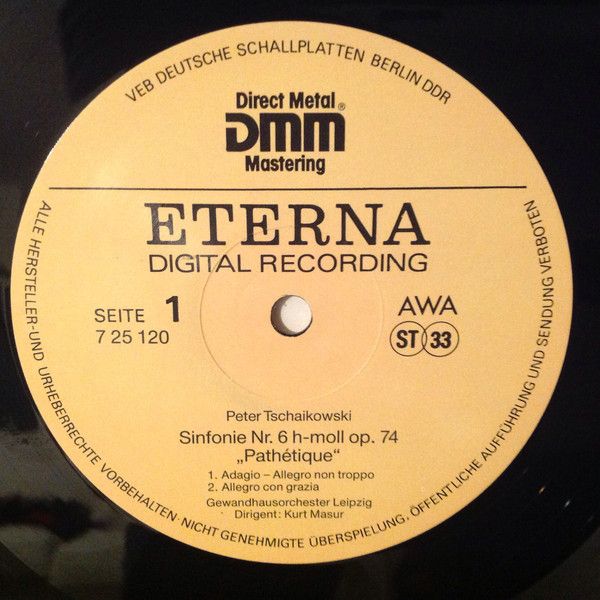 VEB DEUTSCHE SCHALLPLATTEN BERLIN DDR
Direct Metal
DMM®
Mastering
ETERNA
DIGITAL RECORDING
SEITE 1
7 25 120
AWA
ST 33
Peter Tschaikowski
Sinfonie Nr. 6 h-moll op. 74
„Pathétique“
1. Adagio – Allegro non troppo
2. Allegro con grazia
Gewandhausorchester Leipzig
Dirigent: Kurt Masur
ALLE HERSTELLER- UND URHEBERRECHTE VORBEHALTEN · NICHT GENEHMIGTE ÜBERSPIELUNG, ÖFFENTLICHE AUFFÜHRUNG UND SENDUNG VERBOTEN